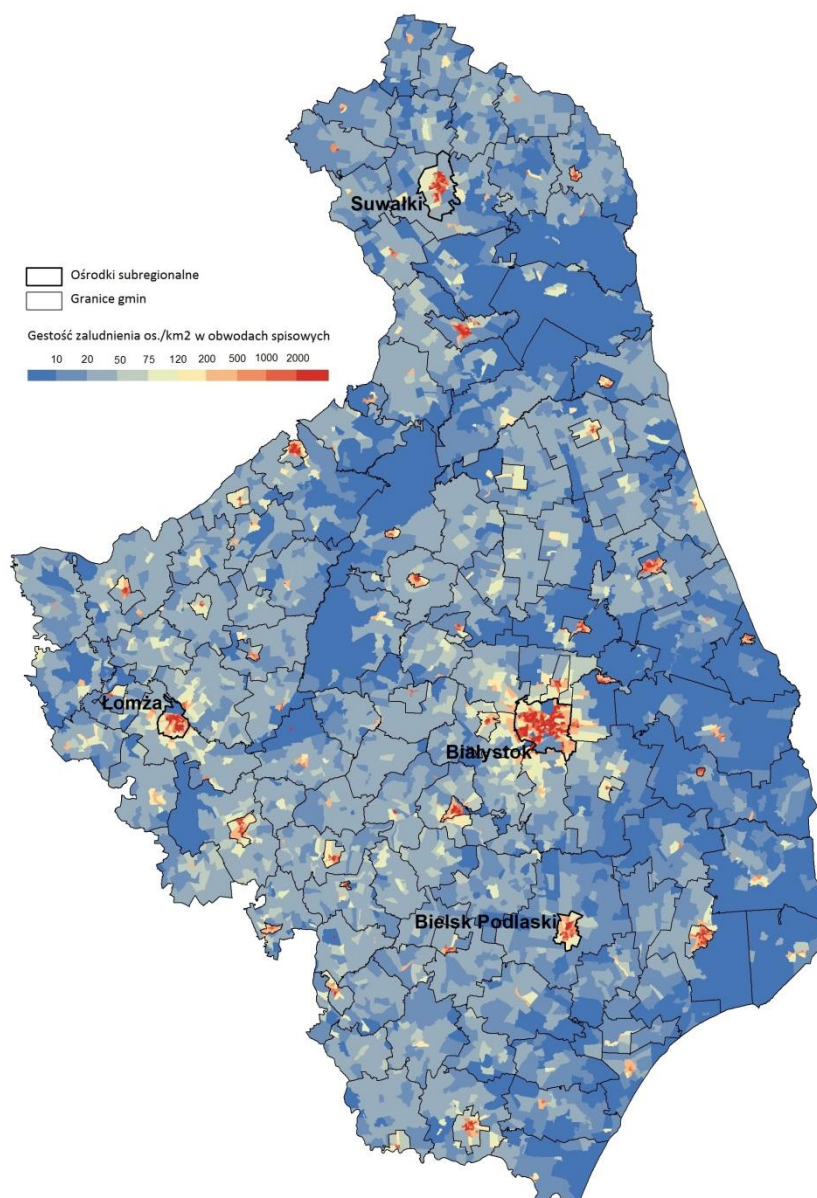 Suwałki
Ośrodki subregionalne
Granice gmin
Gestość zaludnienia os./km2 w obwodach spisowych
10 20 50 75 120 200 500 1000 2000
Łomża
Białystok
Bielsk Podlaski